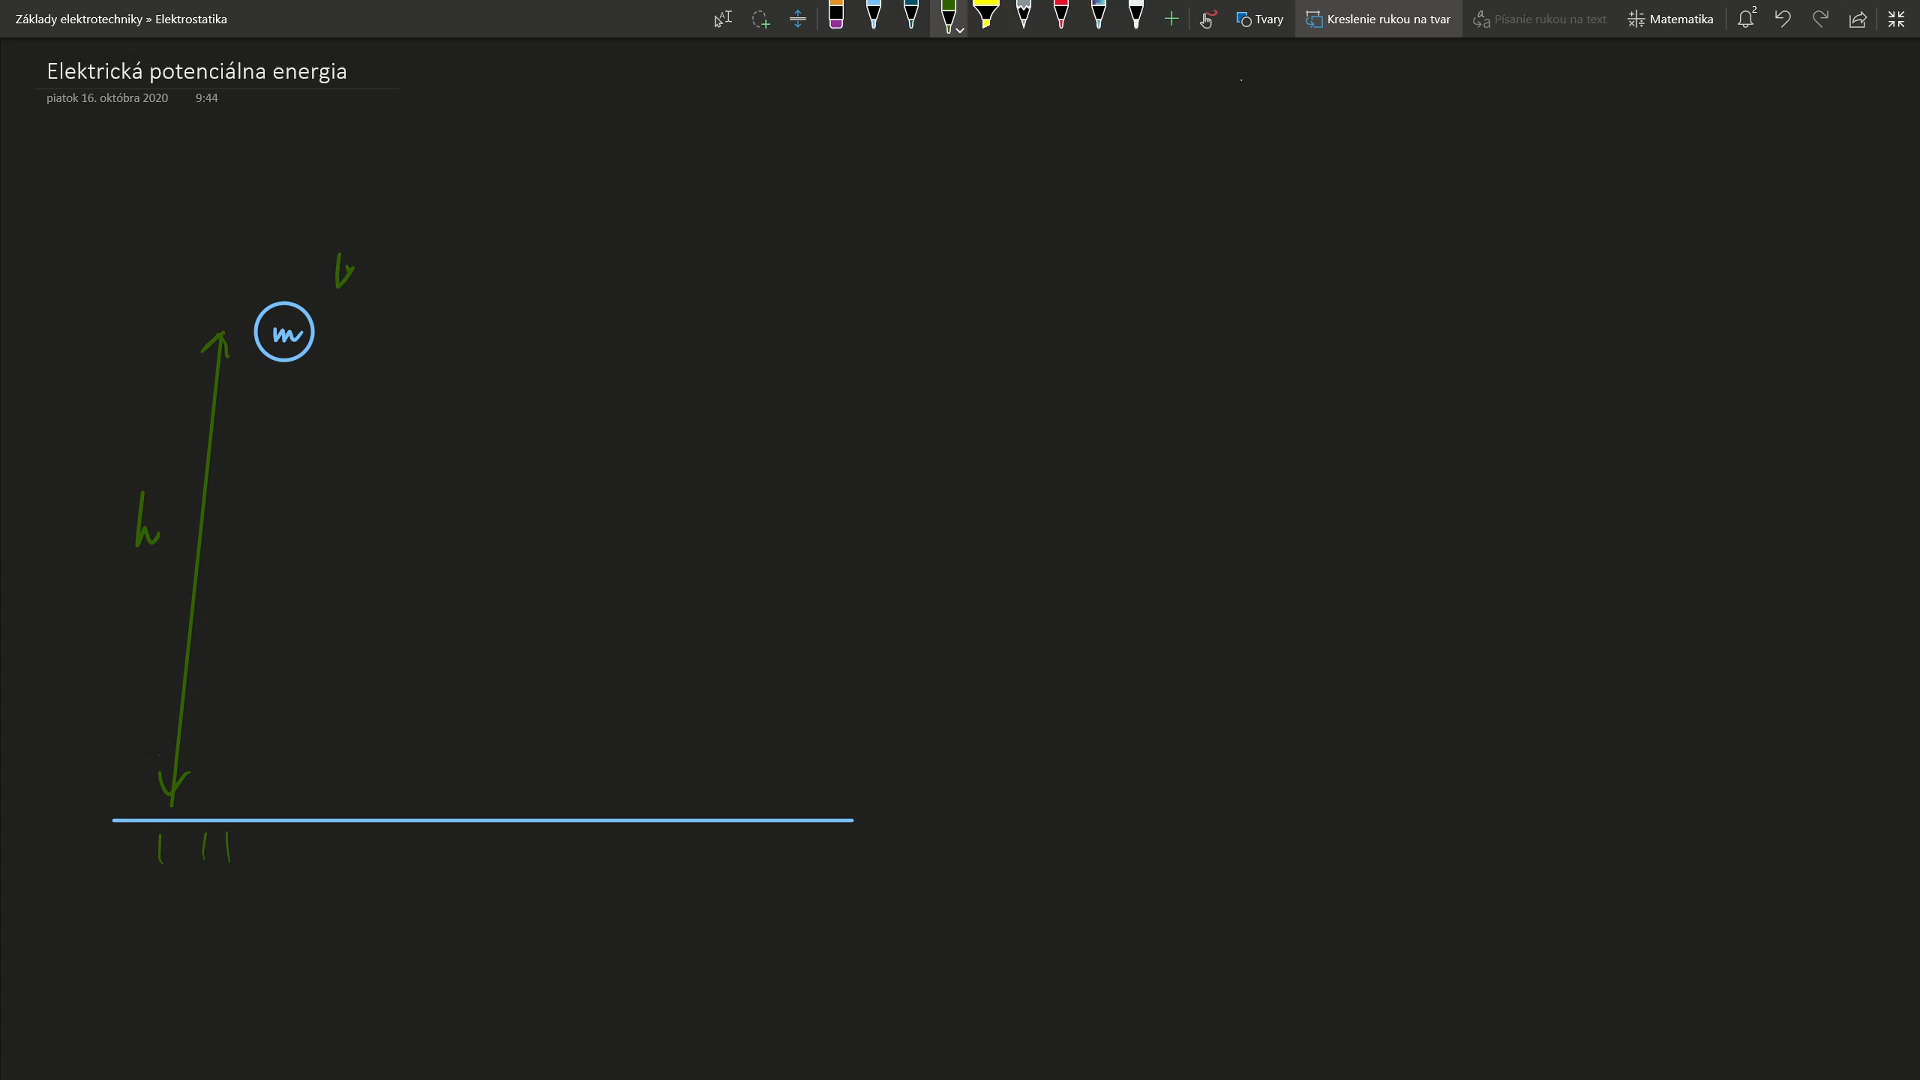 Základy elektrotechniky » Elektrostatika
Tvary
Kreslenie rukou na tvar
Písanie rukou na text
Matematika
2
Elektrická potenciálna energia
piatok 16. októbra 2020 9:44
m
h